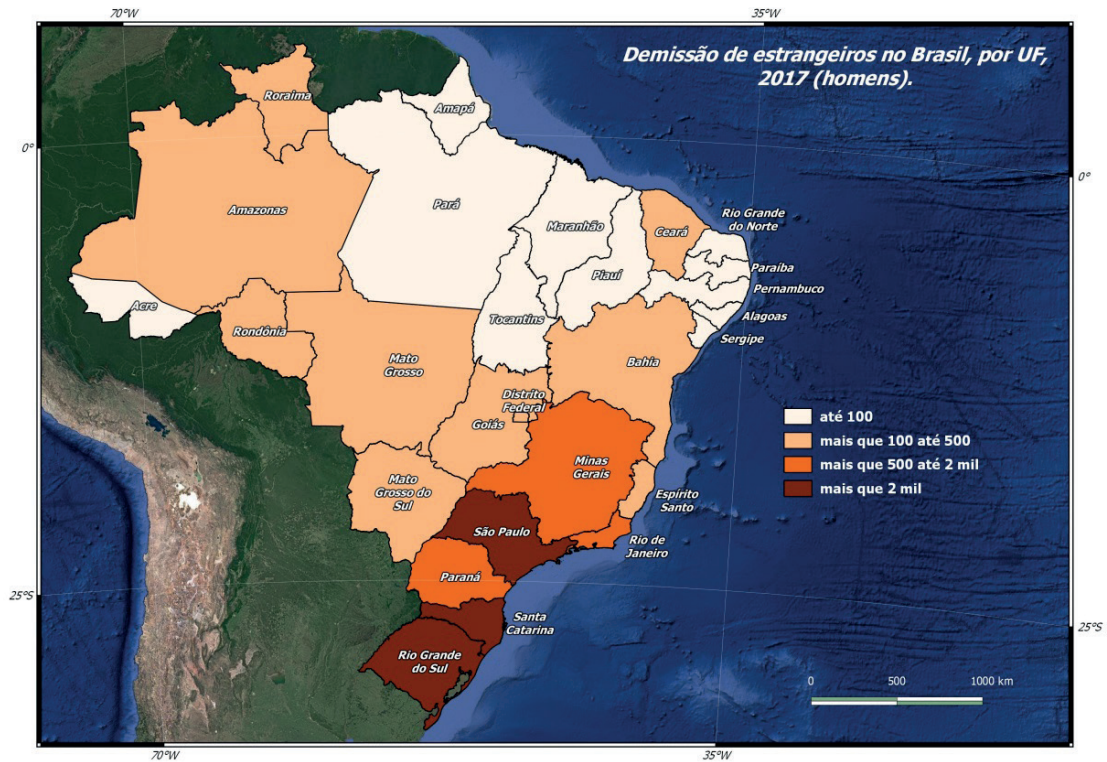 70°W
35°W
Demissão de estrangeiros no Brasil, por UF,
2017 (homens).
Roraima
Amapá
0°
0°
Amazonas
Pará
Maranhão
Ceará
Rio Grande
do Norte
Piauí
Paraíba
Pernambuco
Acre
Tocantins
Alagoas
Rondônia
Sergipe
Mato
Grosso
Bahia
Distrito
Federal
Goiás
até 100
mais que 100 até 500
mais que 500 até 2 mil
mais que 2 mil
Minas
Gerais
Mato
Grosso do
Sul
Espírito
Santo
São Paulo
Rio de
Janeiro
Paraná
25°S
Santa
Catarina
25°S
Rio Grande
do Sul
0 500 1000 km
70°W
35°W